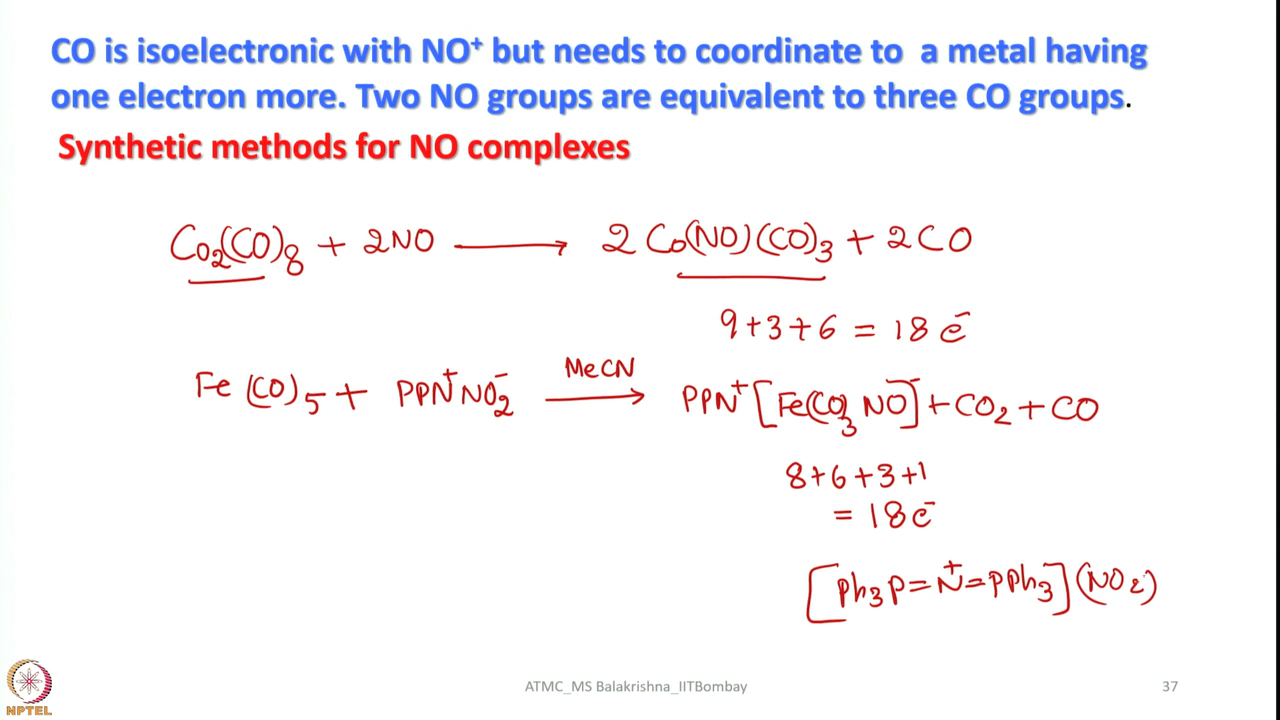 CO is isoelectronic with NO⁺ but needs to coordinate to a metal having
one electron more. Two NO groups are equivalent to three CO groups.
Synthetic methods for NO complexes
Co₂(CO)₈ + 2NO ⟶ 2 Co(NO)(CO)₃ + 2CO
9+3+6 = 18 e⁻
MeCN
Fe(CO)₅ + PPN⁺NO₂⁻ ⟶ PPN⁺[Fe(CO)₃NO]⁻ + CO₂ + CO
8+6+3+1
= 18e⁻
[Ph₃P=N⁺=PPh₃](NO₂)
NPTEL
ATMC_MS Balakrishna_IITBombay
37